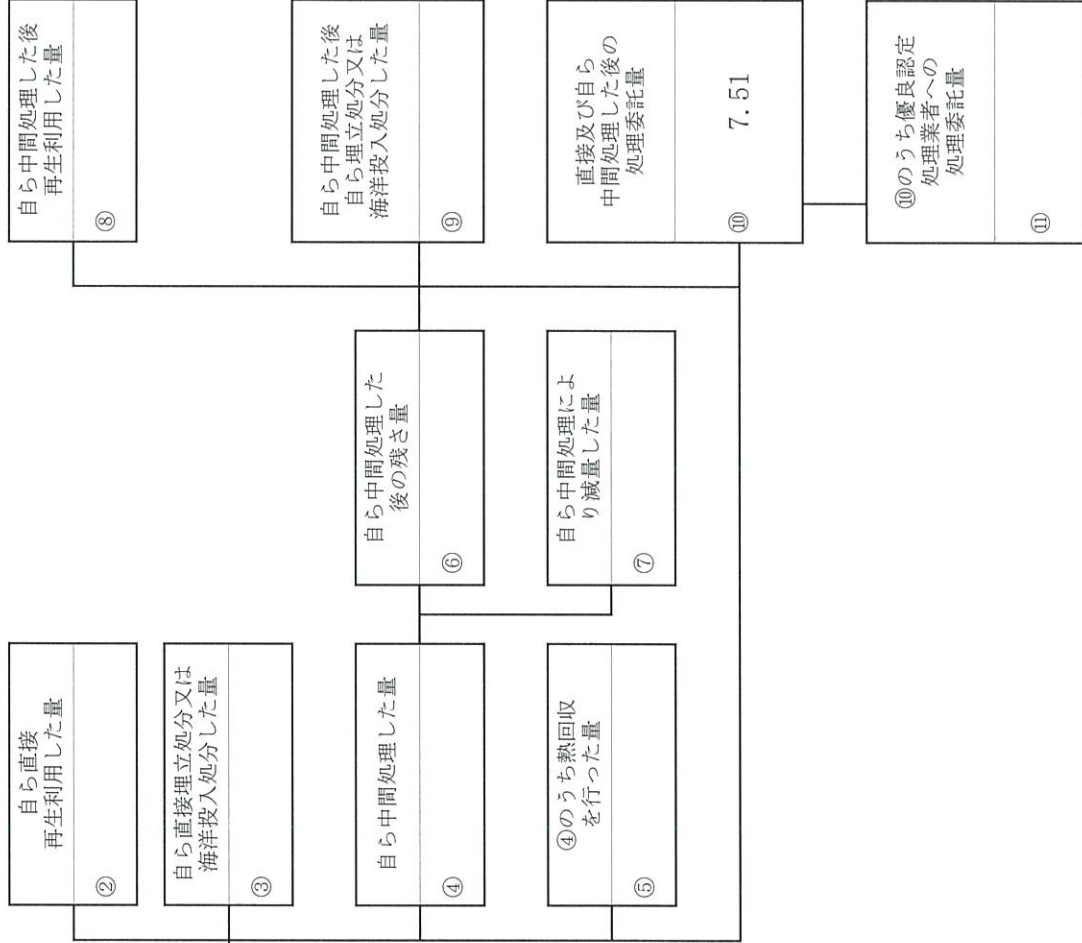 自ら直接
再生利用した量
②
自ら直接埋立処分又は
海洋投入処分した量
③
自ら中間処理した量
④
④のうち熱回収
を行った量
⑤
自ら中間処理した
後の残さ量
⑥
自ら中間処理によ
り減量した量
⑦
自ら中間処理した後
再生利用した量
⑧
自ら中間処理した後
自ら埋立処分又は
海洋投入処分した量
⑨
直接及び自ら
中間処理した後の
処理委託量
⑩ 7.51
⑩のうち優良認定
処理業者への
処理委託量
⑪